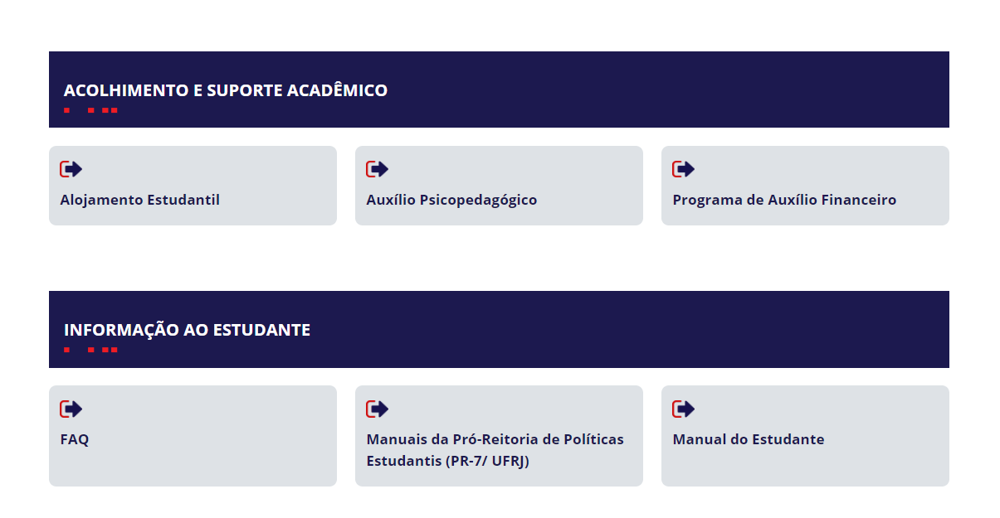 ACOLHIMENTO E SUPORTE ACADÊMICO
Alojamento Estudantil
Auxílio Psicopedagógico
Programa de Auxílio Financeiro
INFORMAÇÃO AO ESTUDANTE
FAQ
Manuais da Pró-Reitoria de Políticas
Estudantis (PR-7/ UFRJ)
Manual do Estudante